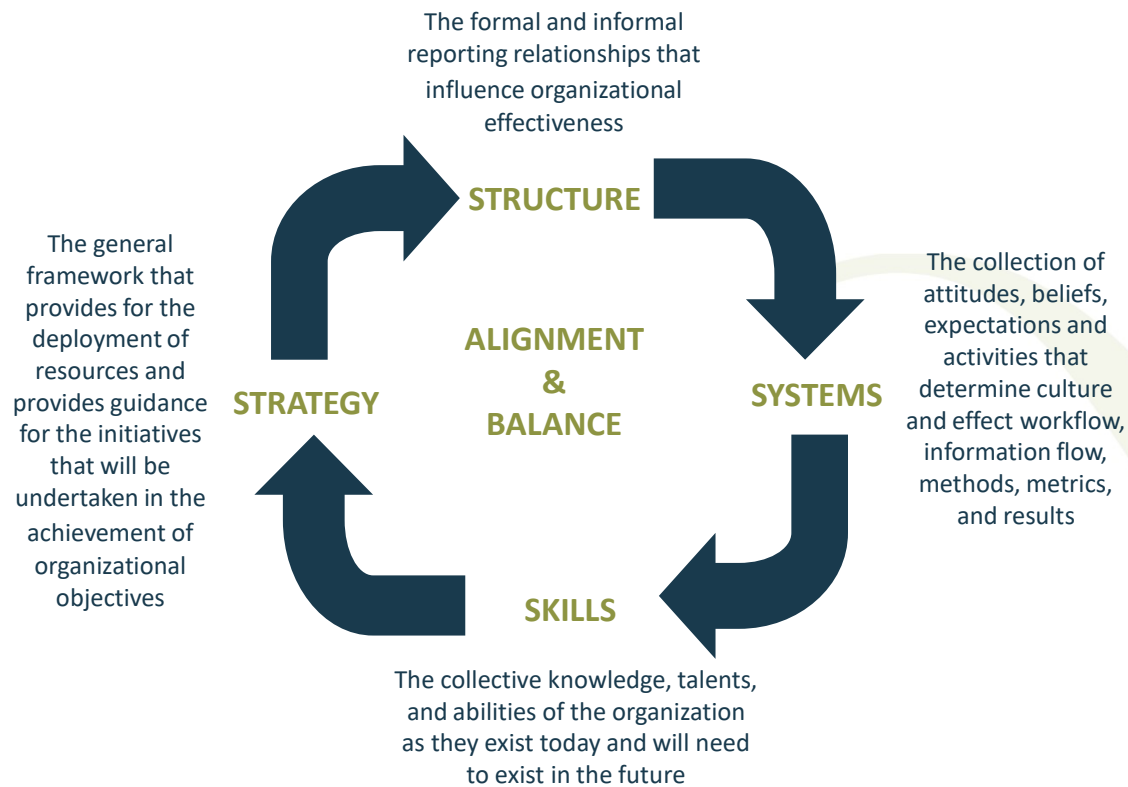 The formal and informal
reporting relationships that
influence organizational
effectiveness
STRUCTURE
The general
framework that
provides for the
deployment of
resources and
provides guidance
for the initiatives
that will be
undertaken in the
achievement of
organizational
objectives
STRATEGY
ALIGNMENT
&
BALANCE
SYSTEMS
The collection of
attitudes, beliefs,
expectations and
activities that
determine culture
and effect workflow,
information flow,
methods, metrics,
and results
SKILLS
The collective knowledge, talents,
and abilities of the organization
as they exist today and will need
to exist in the future